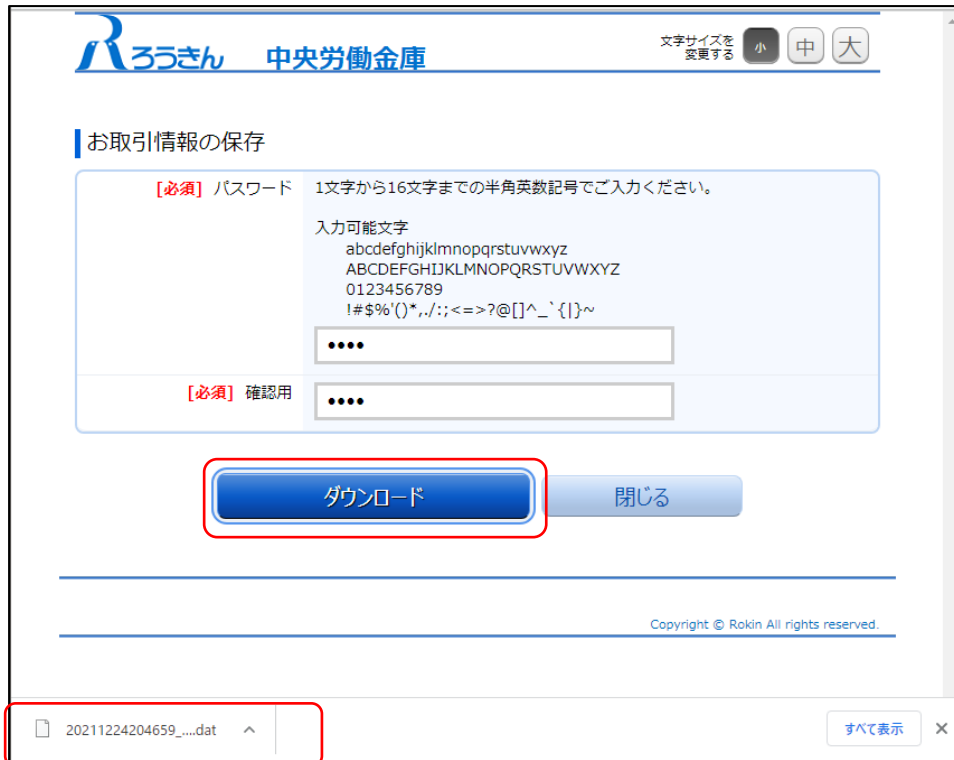 ろうきん 中央労働金庫
文字サイズを
変更する
小 中 大
お取引情報の保存
[必須] パスワード
1文字から16文字までの半角英数記号でご入力ください。
入力可能文字
abcdefghijklmnopqrstuvwxyz
ABCDEFGHIJKLMNOPQRSTUVWXYZ
0123456789
!#$%'()*,./:;<=>?@[]^_`{|}~
••••
[必須] 確認用
••••
ダウンロード 閉じる
Copyright © Rokin All rights reserved.
20211224204659_....dat すべて表示